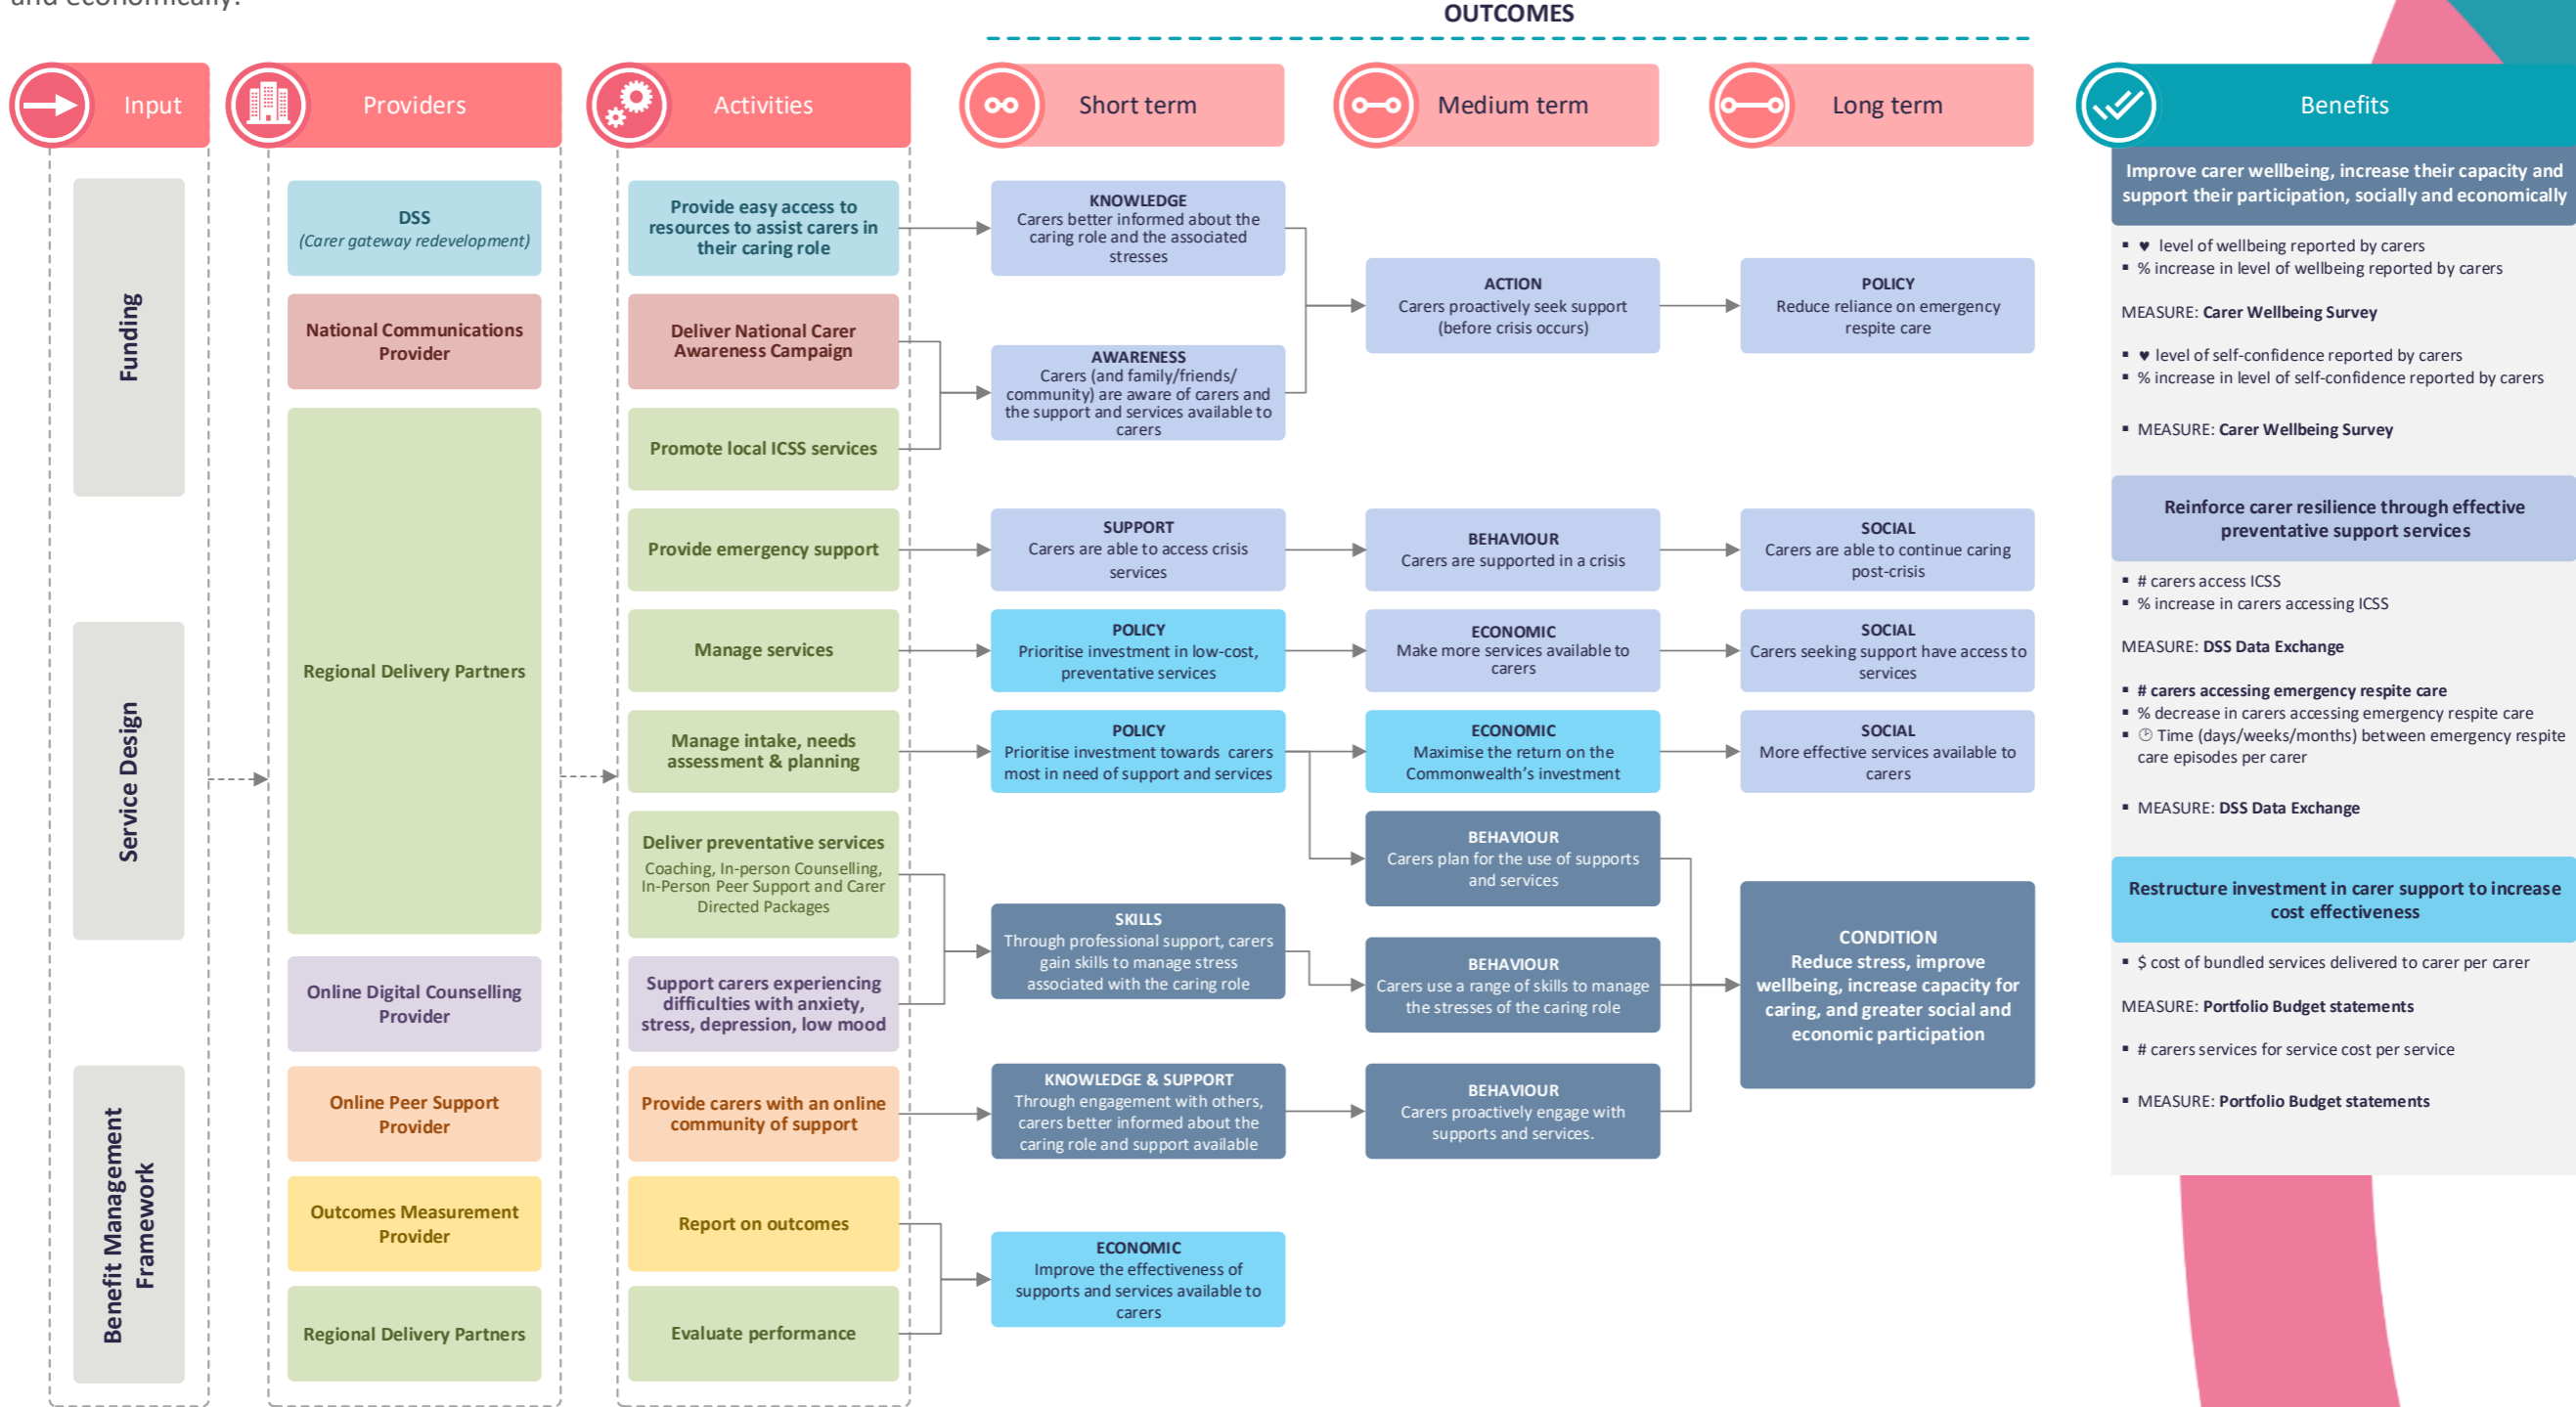 and economically.
OUTCOMES
Input
Providers
Activities
Short term
Medium term
Long term
Benefits
Funding
Service Design
Benefit Management
Framework
DSS
(Carer gateway redevelopment)
National Communications
Provider
Regional Delivery Partners
Online Digital Counselling
Provider
Online Peer Support
Provider
Outcomes Measurement
Provider
Regional Delivery Partners
Provide easy access to
resources to assist carers in
their caring role
Deliver National Carer
Awareness Campaign
Promote local ICSS services
Provide emergency support
Manage services
Manage intake, needs
assessment & planning
Deliver preventative services
Coaching, In-person Counselling,
In-Person Peer Support and Carer
Directed Packages
Support carers experiencing
difficulties with anxiety,
stress, depression, low mood
Provide carers with an online
community of support
Report on outcomes
Evaluate performance
KNOWLEDGE
Carers better informed about the
caring role and the associated
stresses
AWARENESS
Carers (and family/friends/
community) are aware of carers and
the support and services available to
carers
SUPPORT
Carers are able to access crisis
services
POLICY
Prioritise investment in low-cost,
preventative services
POLICY
Prioritise investment towards carers
most in need of support and services
SKILLS
Through professional support, carers
gain skills to manage stress
associated with the caring role
KNOWLEDGE & SUPPORT
Through engagement with others,
carers better informed about the
caring role and support available
ECONOMIC
Improve the effectiveness of
supports and services available to
carers
ACTION
Carers proactively seek support
(before crisis occurs)
BEHAVIOUR
Carers are supported in a crisis
ECONOMIC
Make more services available to
carers
ECONOMIC
Maximise the return on the
Commonwealth's investment
BEHAVIOUR
Carers plan for the use of supports
and services
BEHAVIOUR
Carers use a range of skills to manage
the stresses of the caring role
BEHAVIOUR
Carers proactively engage with
supports and services.
POLICY
Reduce reliance on emergency
respite care
SOCIAL
Carers are able to continue caring
post-crisis
SOCIAL
Carers seeking support have access to
services
SOCIAL
More effective services available to
carers
CONDITION
Reduce stress, improve
wellbeing, increase capacity for
caring, and greater social and
economic participation
Improve carer wellbeing, increase their capacity and
support their participation, socially and economically
▪ ♥ level of wellbeing reported by carers
▪ % increase in level of wellbeing reported by carers
MEASURE: Carer Wellbeing Survey
▪ ♥ level of self-confidence reported by carers
▪ % increase in level of self-confidence reported by carers
▪ MEASURE: Carer Wellbeing Survey
Reinforce carer resilience through effective
preventative support services
▪ # carers access ICSS
▪ % increase in carers accessing ICSS
MEASURE: DSS Data Exchange
▪ # carers accessing emergency respite care
▪ % decrease in carers accessing emergency respite care
▪ 🕑 Time (days/weeks/months) between emergency respite
care episodes per carer
▪ MEASURE: DSS Data Exchange
Restructure investment in carer support to increase
cost effectiveness
▪ $ cost of bundled services delivered to carer per carer
MEASURE: Portfolio Budget statements
▪ # carers services for service cost per service
▪ MEASURE: Portfolio Budget statements